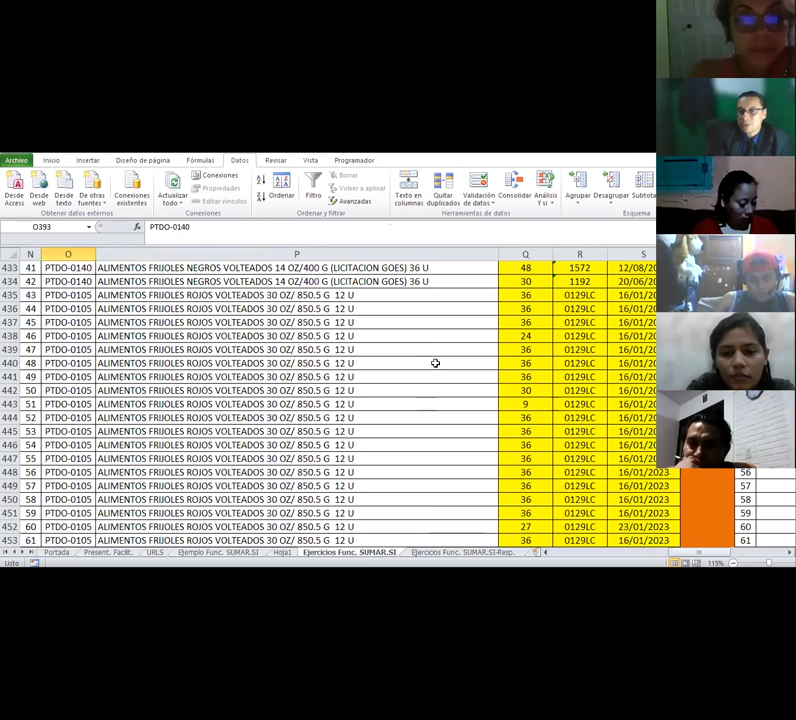 Archivo Inicio Insertar Diseño de página Fórmulas Datos Revisar Vista Programador
Desde Access
Desde web
Desde texto
De otras fuentes
Conexiones existentes
Obtener datos externos
Actualizar todo
Conexiones
Propiedades
Editar vínculos
Conexiones
Ordenar
Filtro
Borrar
Volver a aplicar
Avanzadas
Ordenar y filtrar
Texto en columnas
Quitar duplicados
Validación de datos
Consolidar
Análisis Y si
Herramientas de datos
Agrupar
Desagrupar
Subtota
Esquema
O393 fx PTDO-0140
N O P Q R S
433 41 PTDO-0140 ALIMENTOS FRIJOLES NEGROS VOLTEADOS 14 OZ/400 G (LICITACION GOES) 36 U 48 1572 12/08/20
434 42 PTDO-0140 ALIMENTOS FRIJOLES NEGROS VOLTEADOS 14 OZ/400 G (LICITACION GOES) 36 U 30 1192 20/06/20
435 43 PTDO-0105 ALIMENTOS FRIJOLES ROJOS VOLTEADOS 30 OZ/ 850.5 G 12 U 36 0129LC 16/01/20
436 44 PTDO-0105 ALIMENTOS FRIJOLES ROJOS VOLTEADOS 30 OZ/ 850.5 G 12 U 36 0129LC 16/01/20
437 45 PTDO-0105 ALIMENTOS FRIJOLES ROJOS VOLTEADOS 30 OZ/ 850.5 G 12 U 36 0129LC 16/01/20
438 46 PTDO-0105 ALIMENTOS FRIJOLES ROJOS VOLTEADOS 30 OZ/ 850.5 G 12 U 24 0129LC 16/01/20
439 47 PTDO-0105 ALIMENTOS FRIJOLES ROJOS VOLTEADOS 30 OZ/ 850.5 G 12 U 36 0129LC 16/01/20
440 48 PTDO-0105 ALIMENTOS FRIJOLES ROJOS VOLTEADOS 30 OZ/ 850.5 G 12 U 36 0129LC 16/01/20
441 49 PTDO-0105 ALIMENTOS FRIJOLES ROJOS VOLTEADOS 30 OZ/ 850.5 G 12 U 36 0129LC 16/01/20
442 50 PTDO-0105 ALIMENTOS FRIJOLES ROJOS VOLTEADOS 30 OZ/ 850.5 G 12 U 30 0129LC 16/01/20
443 51 PTDO-0105 ALIMENTOS FRIJOLES ROJOS VOLTEADOS 30 OZ/ 850.5 G 12 U 9 0129LC 16/01/20
444 52 PTDO-0105 ALIMENTOS FRIJOLES ROJOS VOLTEADOS 30 OZ/ 850.5 G 12 U 36 0129LC 16/01/20
445 53 PTDO-0105 ALIMENTOS FRIJOLES ROJOS VOLTEADOS 30 OZ/ 850.5 G 12 U 36 0129LC 16/01/20
446 54 PTDO-0105 ALIMENTOS FRIJOLES ROJOS VOLTEADOS 30 OZ/ 850.5 G 12 U 36 0129LC 16/01/20
447 55 PTDO-0105 ALIMENTOS FRIJOLES ROJOS VOLTEADOS 30 OZ/ 850.5 G 12 U 36 0129LC 16/01/20
448 56 PTDO-0105 ALIMENTOS FRIJOLES ROJOS VOLTEADOS 30 OZ/ 850.5 G 12 U 36 0129LC 16/01/2023 56
449 57 PTDO-0105 ALIMENTOS FRIJOLES ROJOS VOLTEADOS 30 OZ/ 850.5 G 12 U 36 0129LC 16/01/2023 57
450 58 PTDO-0105 ALIMENTOS FRIJOLES ROJOS VOLTEADOS 30 OZ/ 850.5 G 12 U 36 0129LC 16/01/2023 58
451 59 PTDO-0105 ALIMENTOS FRIJOLES ROJOS VOLTEADOS 30 OZ/ 850.5 G 12 U 36 0129LC 16/01/2023 59
452 60 PTDO-0105 ALIMENTOS FRIJOLES ROJOS VOLTEADOS 30 OZ/ 850.5 G 12 U 27 0129LC 23/01/2023 60
453 61 PTDO-0105 ALIMENTOS FRIJOLES ROJOS VOLTEADOS 30 OZ/ 850.5 G 12 U 36 0129LC 16/01/2023 61
Portada Present. Facilit. URLS Ejemplo Func. SUMAR.SI Hoja1 Ejercicios Func. SUMAR.SI Ejercicios Func. SUMAR.SI-Resp.
Listo 115%